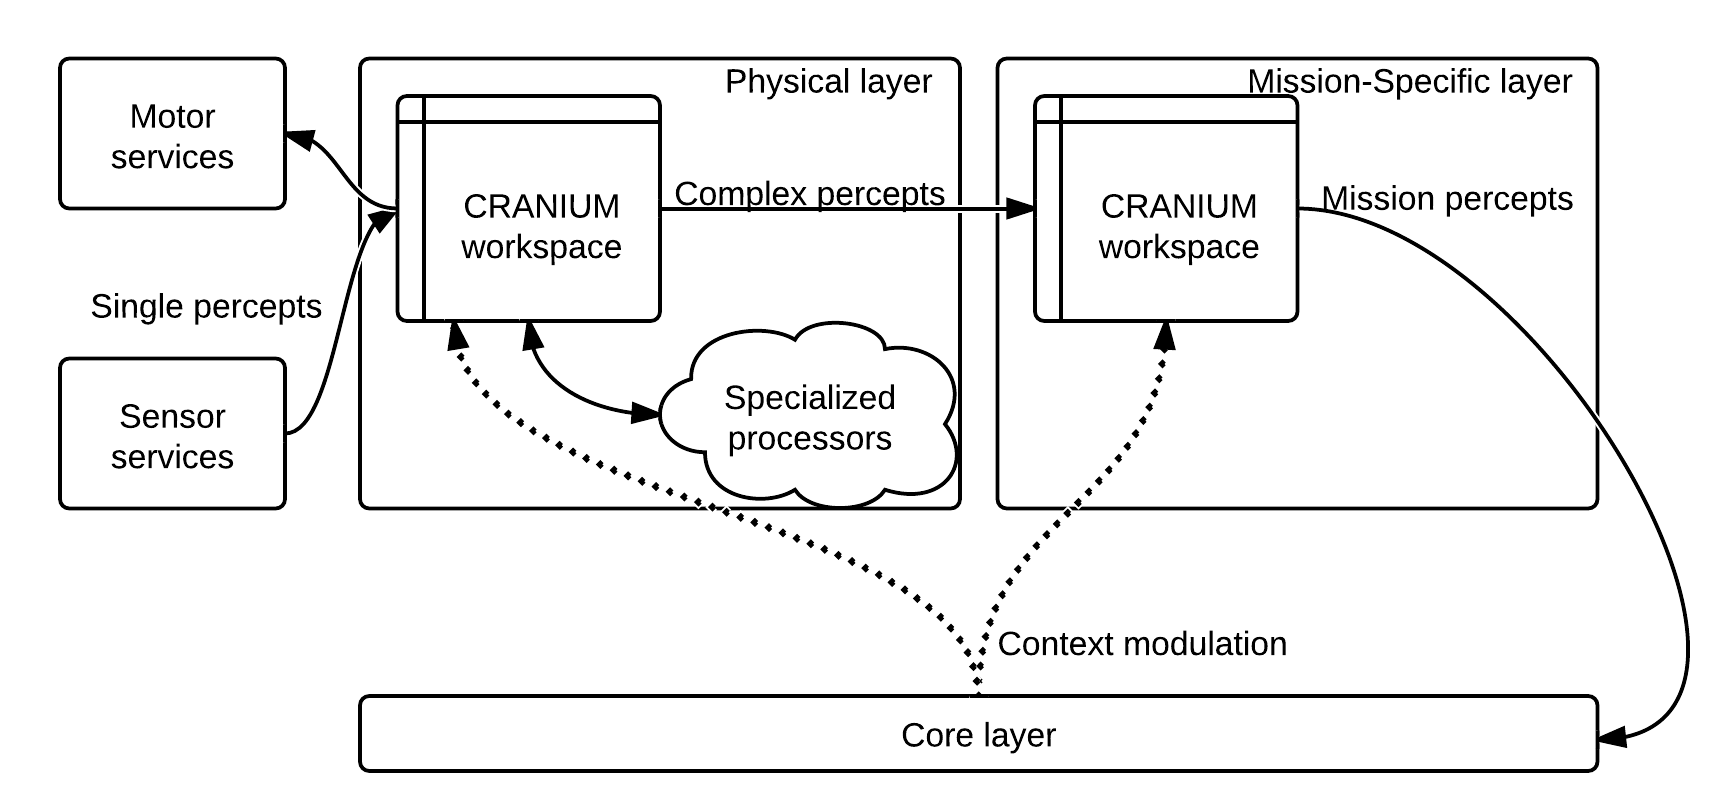 Motor
services
Single percepts
Sensor
services
Physical layer
CRANIUM
workspace
Complex percepts
Specialized
processors
Mission-Specific layer
CRANIUM
workspace
Mission percepts
Context modulation
Core layer